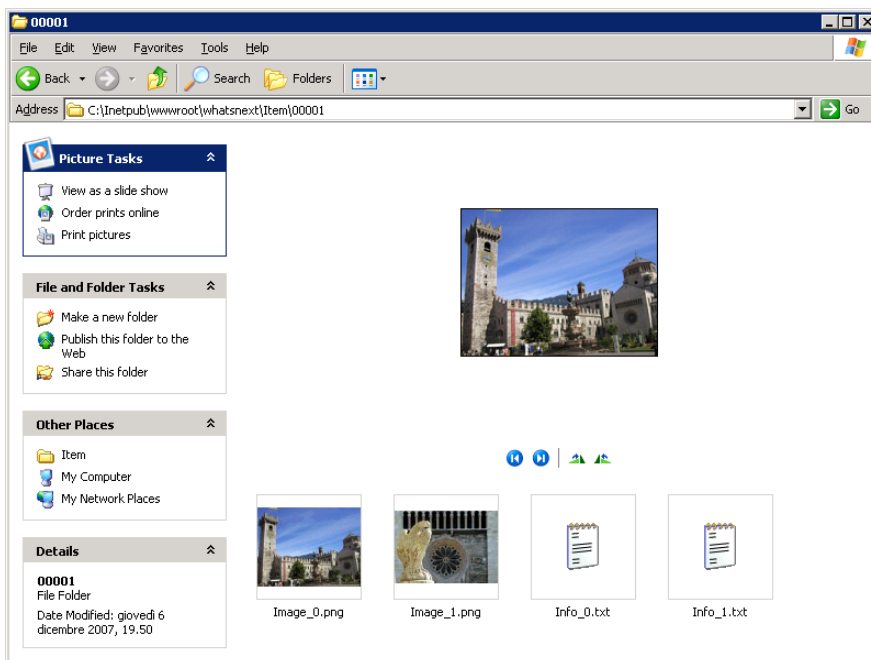 00001
File Edit View Favorites Tools Help
Back Search Folders
Address C:\Inetpub\wwwroot\whatsnext\Item\00001 Go
Picture Tasks
View as a slide show
Order prints online
Print pictures
File and Folder Tasks
Make a new folder
Publish this folder to the
Web
Share this folder
Other Places
Item
My Computer
My Network Places
Details
00001
File Folder
Date Modified: giovedì 6
dicembre 2007, 19.50
Image_0.png Image_1.png Info_0.txt Info_1.txt